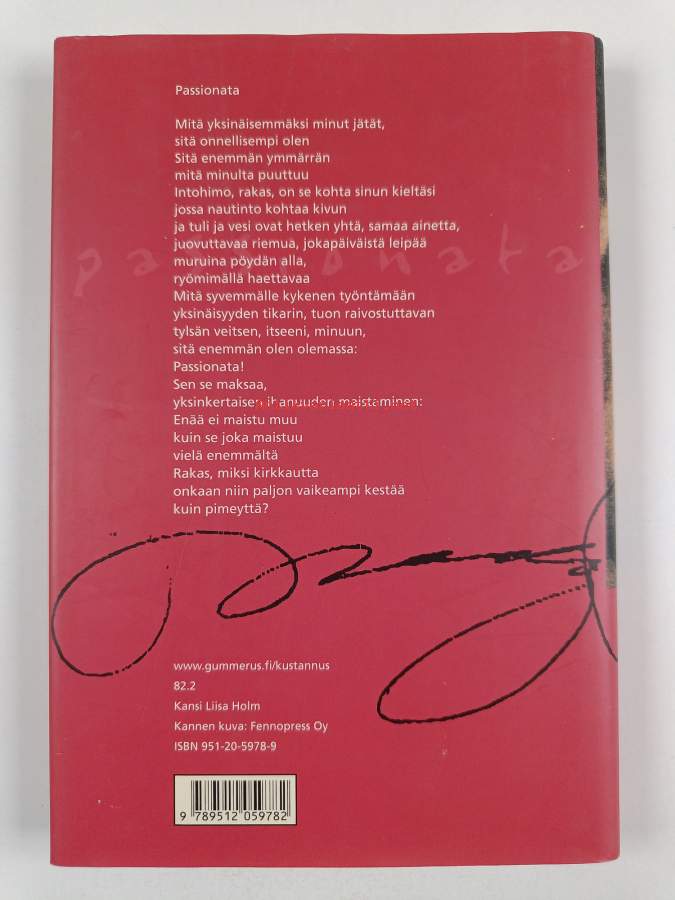 Passionata
Mitä yksinäisemmäksi minut jätät,
sitä onnellisempi olen
Sitä enemmän ymmärrän
mitä minulta puuttuu
Intohimo, rakas, on se kohta sinun kieltäsi
jossa nautinto kohtaa kivun
ja tuli ja vesi ovat hetken yhtä, samaa ainetta,
juovuttavaa riemua, jokapäiväistä leipää
passionata
muruina pöydän alla,
ryömimällä haettavaa
Mitä syvemmälle kykenen työntämään
yksinäisyyden tikarin, tuon raivostuttavan
tylsän veitsen, itseeni, minuun,
sitä enemmän olen olemassa:
Passionata!
Sen se maksaa,
yksinkertaisen ihanuuden maistaminen:
Enää ei maistu muu
kuin se joka maistuu
vielä enemmältä
Rakas, miksi kirkkautta
onkaan niin paljon vaikeampi kestää
kuin pimeyttä?
www.gummerus.fi/kustannus
82.2
Kansi Liisa Holm
Kannen kuva: Fennopress Oy
ISBN 951-20-5978-9
9 789512 059782